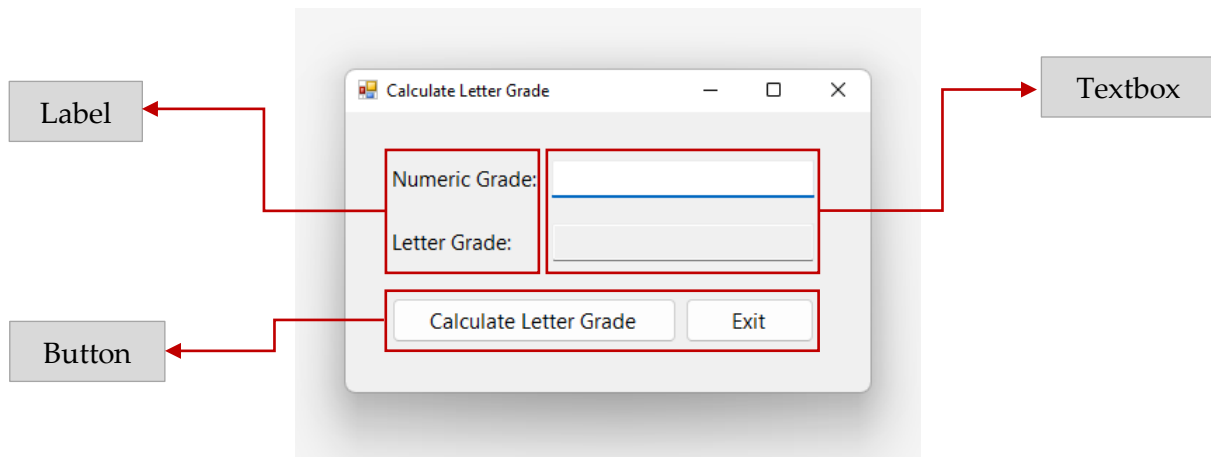 Label
Textbox
Calculate Letter Grade
Numeric Grade:
Letter Grade:
Calculate Letter Grade
Exit
Button